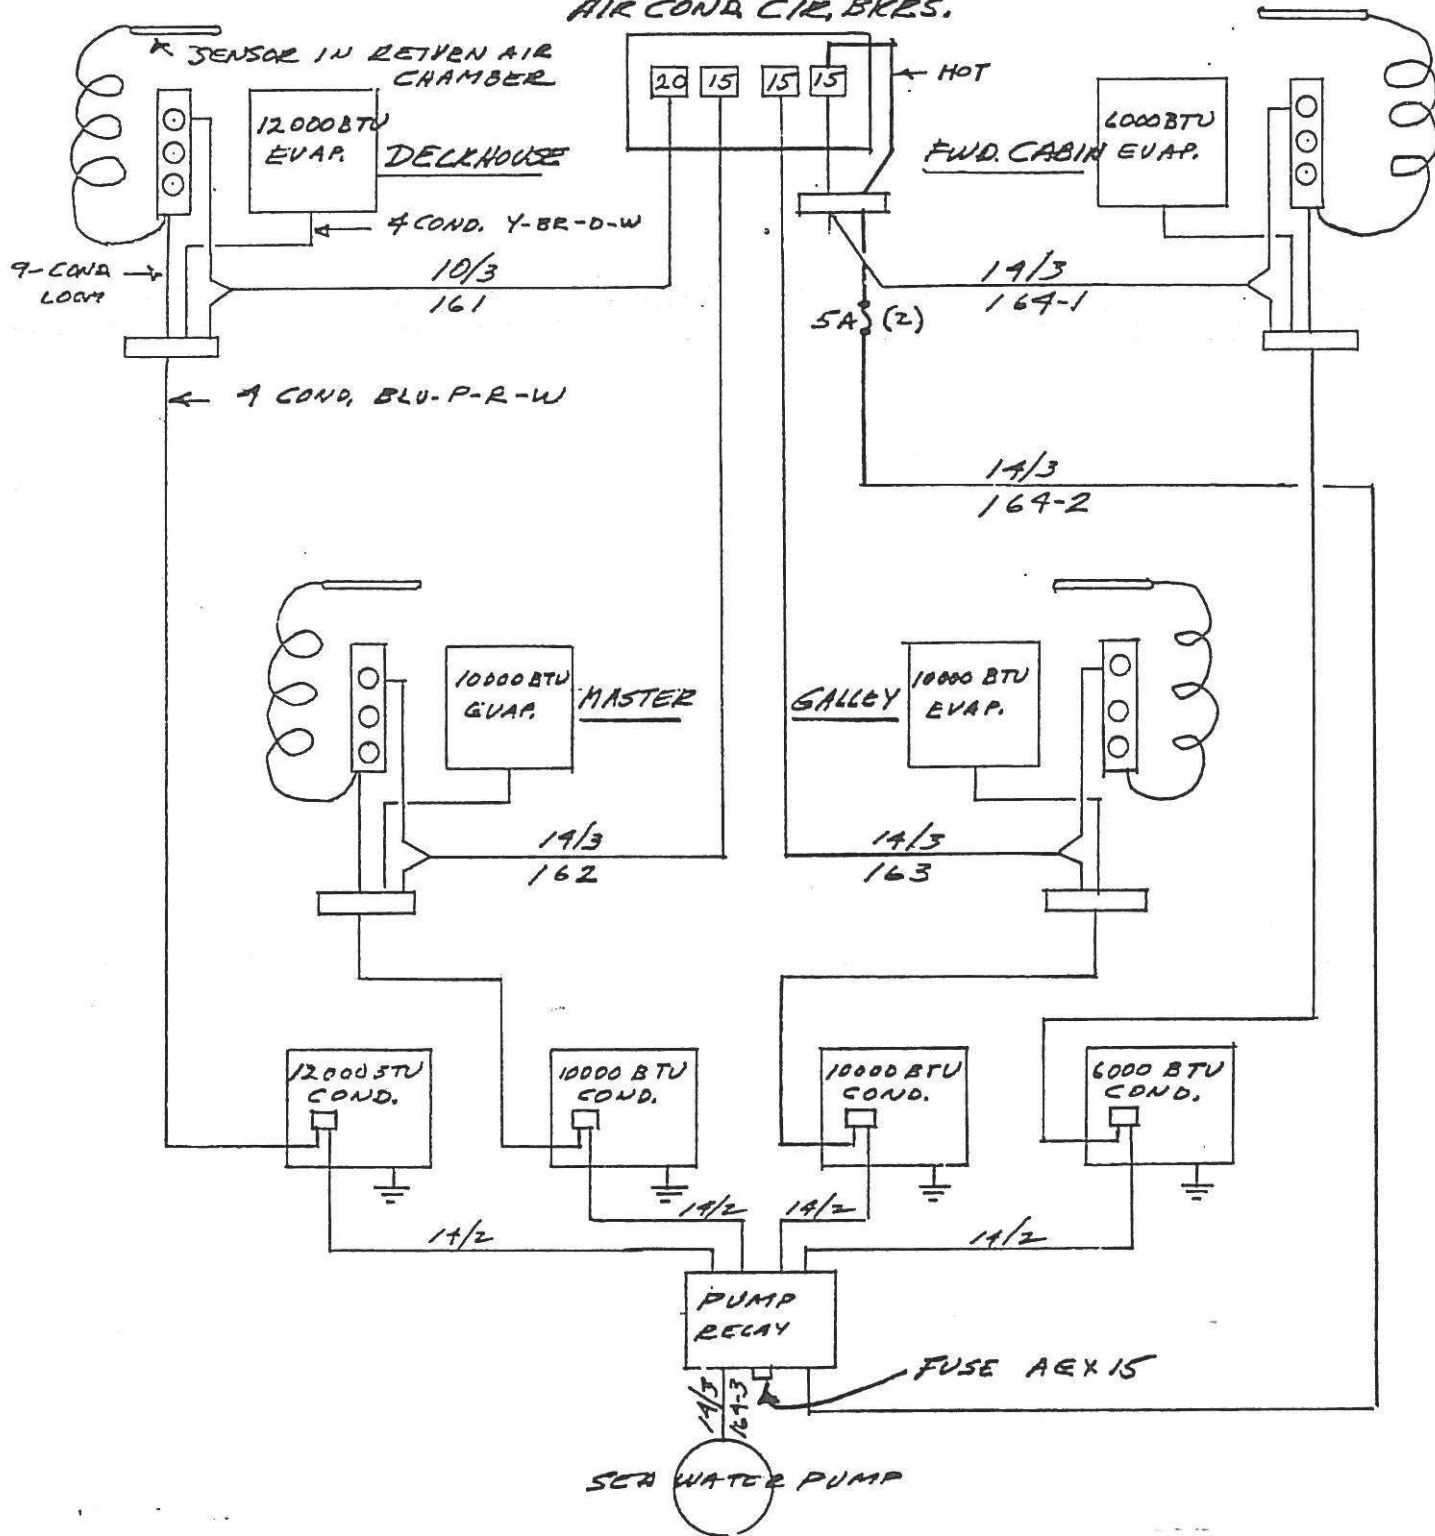 AIR COND. CIR. BKRS.
SENSOR IN RETURN AIR
CHAMBER
20 15 15 15
HOT
12000 BTU
EVAP.
DECKHOUSE
FWD. CABIN
6000 BTU
EVAP.
4 COND. Y-BR-O-W
9-COND
LOOM
10/3
161
14/3
164-1
5A (2)
4 COND. BLU-P-R-W
14/3
164-2
10000 BTU
EVAP.
MASTER
GALLEY
10000 BTU
EVAP.
14/3
162
14/3
163
12000 BTU
COND.
10000 BTU
COND.
10000 BTU
COND.
6000 BTU
COND.
14/2
14/2
14/2
14/2
PUMP
RELAY
FUSE AGX 15
14/3
164-3
SEA WATER PUMP